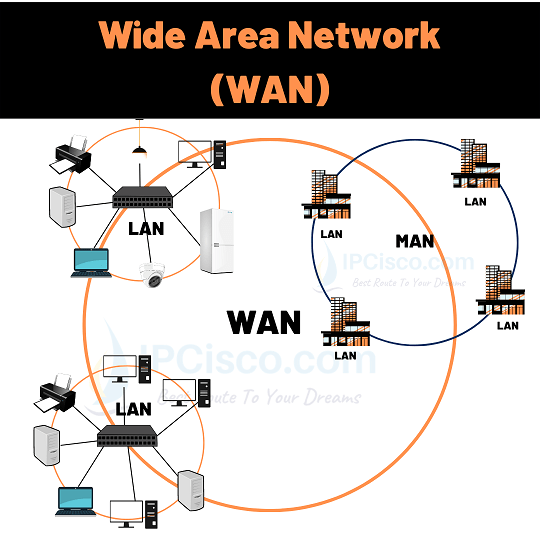 Wide Area Network
(WAN)
LAN
LAN
LAN
MAN
IPCisco.com
Best Route To Your Dreams
LAN
LAN
WAN
IPCisco.com
Best Route To Your Dreams
LAN